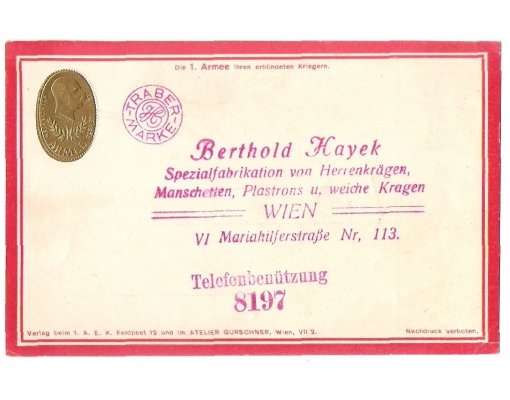 Die 1. Armee ihren erblindeten Kriegern.
TRABER
MARKE
Berthold Hayek
Spezialfabrikation von Herrenkrägen,
Manschetten, Plastrons u, weiche Kragen
WIEN
VI Mariahilferstraße Nr, 113.
Telefonbenützung
8197
Verlag beim 1. A. E. K. Feldpost 12 und im ATELIER GURSCHNER, Wien, VII 2.
Nachdruck verboten.